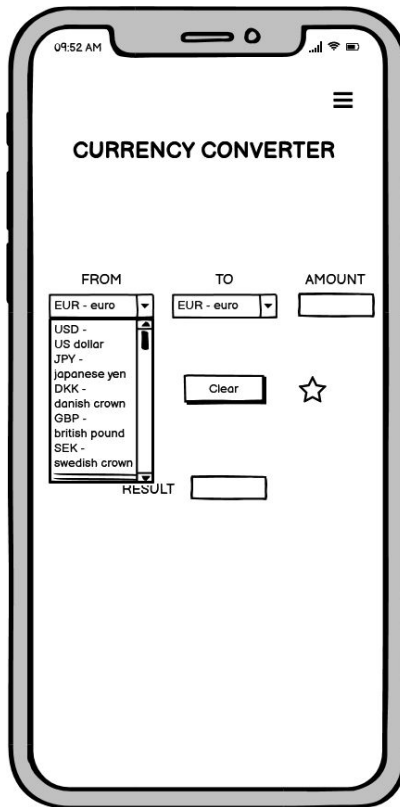 09:52 AM
CURRENCY CONVERTER
FROM TO AMOUNT
EUR - euro EUR - euro
USD -
US dollar
JPY -
japanese yen
DKK -
danish crown
GBP -
british pound
SEK -
swedish crown
Clear
RESULT